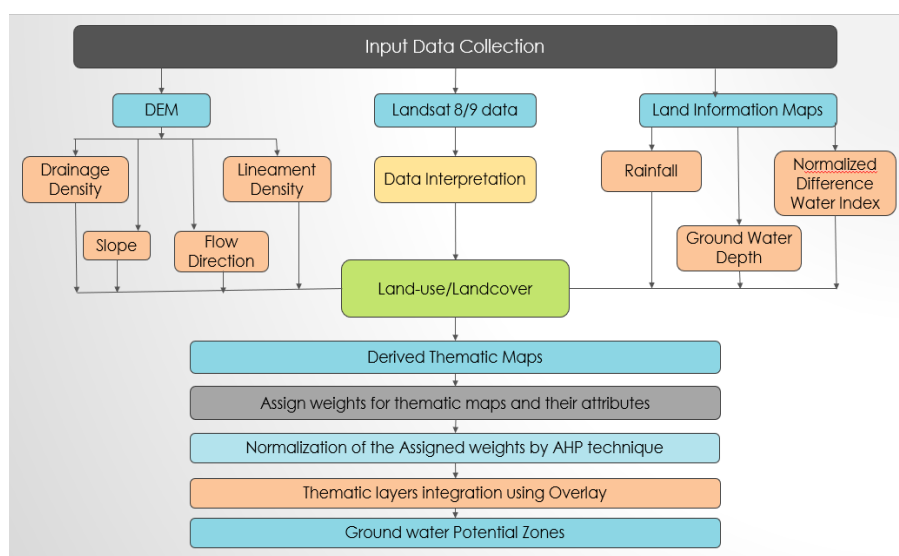 Input Data Collection
DEM
Landsat 8/9 data
Land Information Maps
Drainage
Density
Lineament
Density
Data Interpretation
Rainfall
Normalized
Difference
Water Index
Slope
Flow
Direction
Ground Water
Depth
Land-use/Landcover
Derived Thematic Maps
Assign weights for thematic maps and their attributes
Normalization of the Assigned weights by AHP technique
Thematic layers integration using Overlay
Ground water Potential Zones